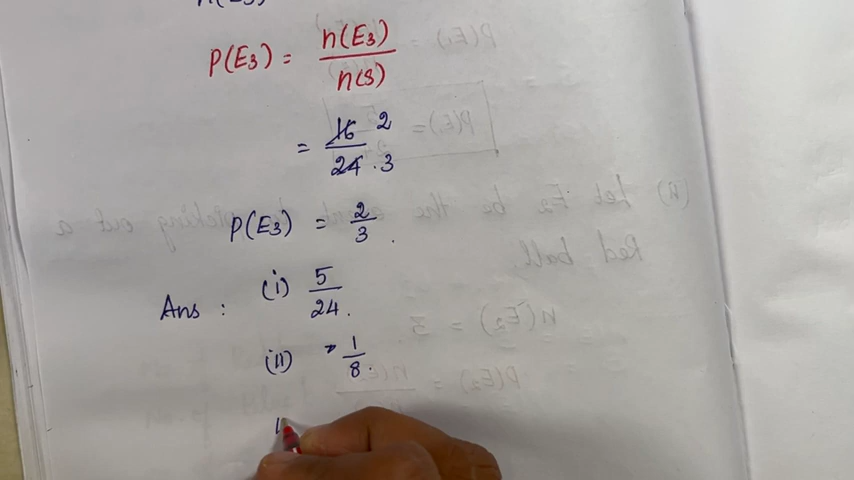 P(E3) = n(E3) / n(S)
= 16 2 / 24 . 3
P(E3) = 2/3 .
Ans : (i) 5/24 .
(ii) 1/8 .